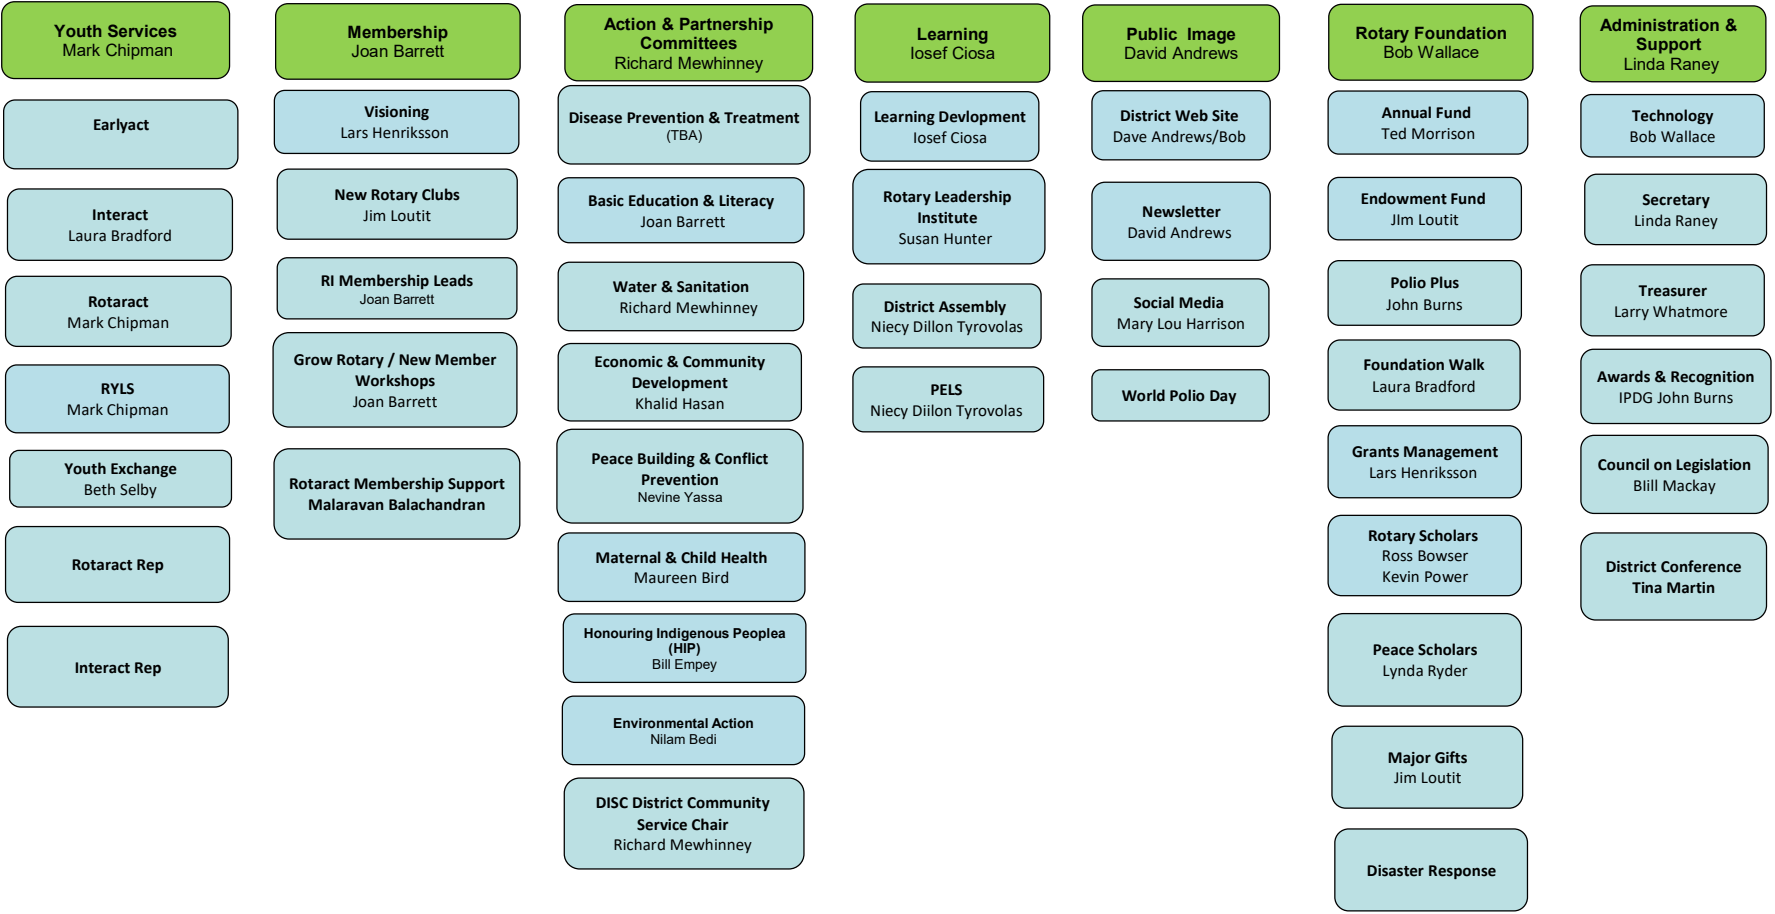 Youth Services
Mark Chipman
Earlyact
Interact
Laura Bradford
Rotaract
Mark Chipman
RYLS
Mark Chipman
Youth Exchange
Beth Selby
Rotaract Rep
Interact Rep
Membership
Joan Barrett
Visioning
Lars Henriksson
New Rotary Clubs
Jim Loutit
RI Membership Leads
Joan Barrett
Grow Rotary / New Member
Workshops
Joan Barrett
Rotaract Membership Support
Malaravan Balachandran
Action & Partnership
Committees
Richard Mewhinney
Disease Prevention & Treatment
(TBA)
Basic Education & Literacy
Joan Barrett
Water & Sanitation
Richard Mewhinney
Economic & Community
Development
Khalid Hasan
Peace Building & Conflict
Prevention
Nevine Yassa
Maternal & Child Health
Maureen Bird
Honouring Indigenous Peoplea
(HIP)
Bill Empey
Environmental Action
Nilam Bedi
DISC District Community
Service Chair
Richard Mewhinney
Learning
Iosef Ciosa
Learning Devlopment
Iosef Ciosa
Rotary Leadership
Institute
Susan Hunter
District Assembly
Niecy Dillon Tyrovolas
PELS
Niecy Diilon Tyrovolas
Public Image
David Andrews
District Web Site
Dave Andrews/Bob
Newsletter
David Andrews
Social Media
Mary Lou Harrison
World Polio Day
Rotary Foundation
Bob Wallace
Annual Fund
Ted Morrison
Endowment Fund
JIm Loutit
Polio Plus
John Burns
Foundation Walk
Laura Bradford
Grants Management
Lars Henriksson
Rotary Scholars
Ross Bowser
Kevin Power
Peace Scholars
Lynda Ryder
Major Gifts
Jim Loutit
Disaster Response
Administration &
Support
Linda Raney
Technology
Bob Wallace
Secretary
Linda Raney
Treasurer
Larry Whatmore
Awards & Recognition
IPDG John Burns
Council on Legislation
Blill Mackay
District Conference
Tina Martin